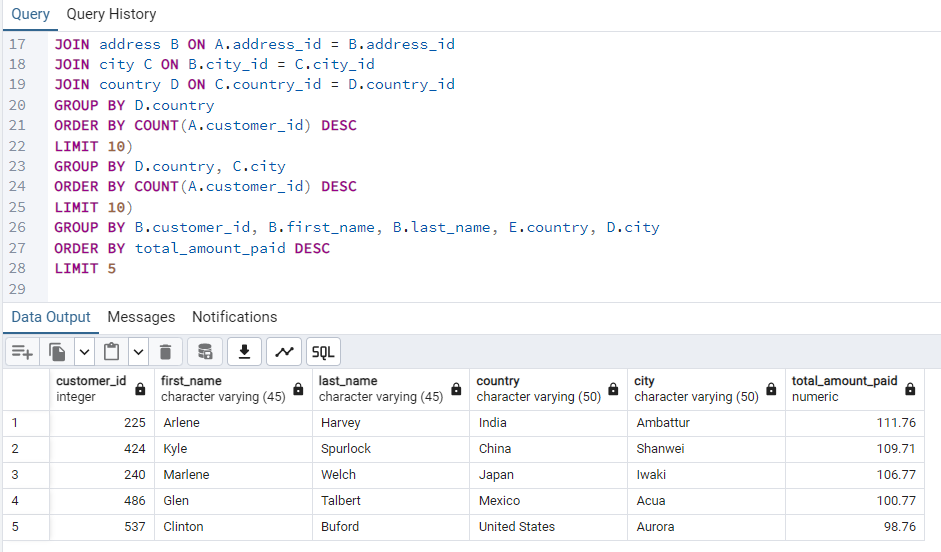 Query Query History
17 JOIN address B ON A.address_id = B.address_id
18 JOIN city C ON B.city_id = C.city_id
19 JOIN country D ON C.country_id = D.country_id
20 GROUP BY D.country
21 ORDER BY COUNT(A.customer_id) DESC
22 LIMIT 10)
23 GROUP BY D.country, C.city
24 ORDER BY COUNT(A.customer_id) DESC
25 LIMIT 10)
26 GROUP BY B.customer_id, B.first_name, B.last_name, E.country, D.city
27 ORDER BY total_amount_paid DESC
28 LIMIT 5
29
Data Output Messages Notifications
SQL
customer_id first_name last_name country city total_amount_paid
integer character varying (45) character varying (45) character varying (50) character varying (50) numeric
1 225 Arlene Harvey India Ambattur 111.76
2 424 Kyle Spurlock China Shanwei 109.71
3 240 Marlene Welch Japan Iwaki 106.77
4 486 Glen Talbert Mexico Acua 100.77
5 537 Clinton Buford United States Aurora 98.76